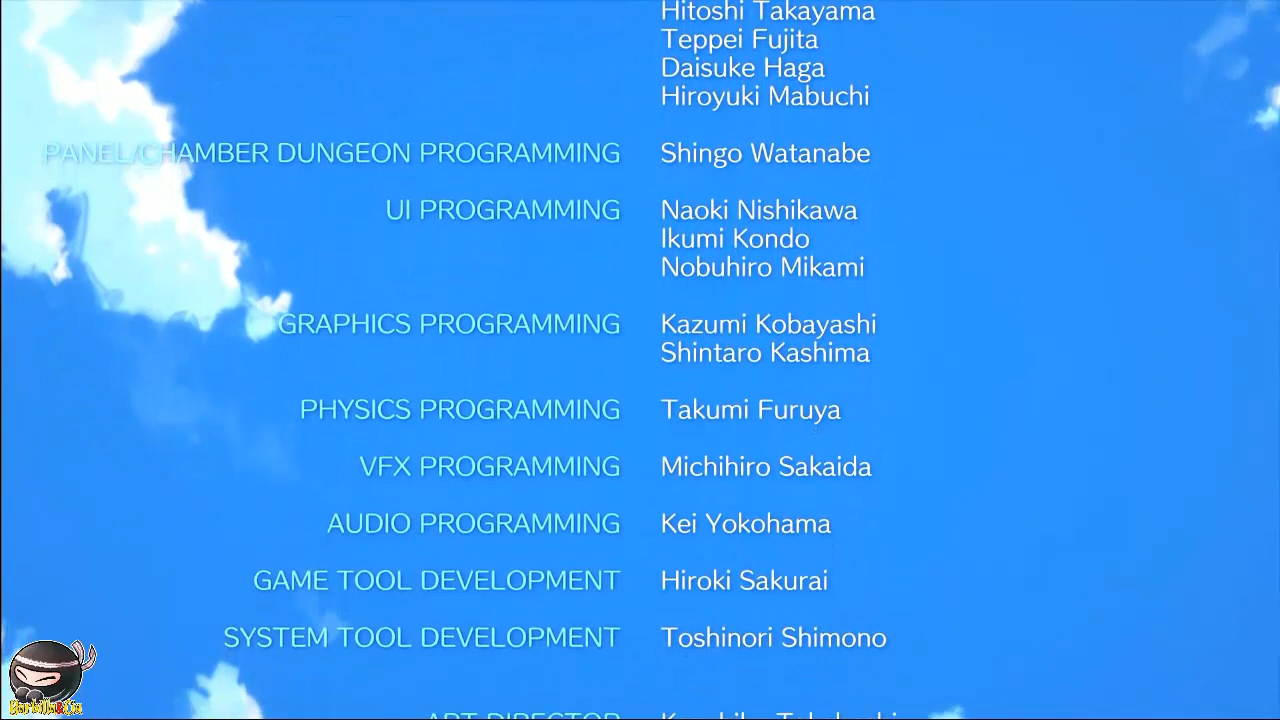 Hitoshi Takayama
Teppei Fujita
Daisuke Haga
Hiroyuki Mabuchi
PANEL/CHAMBER DUNGEON PROGRAMMING Shingo Watanabe
UI PROGRAMMING Naoki Nishikawa
Ikumi Kondo
Nobuhiro Mikami
GRAPHICS PROGRAMMING Kazumi Kobayashi
Shintaro Kashima
PHYSICS PROGRAMMING Takumi Furuya
VFX PROGRAMMING Michihiro Sakaida
AUDIO PROGRAMMING Kei Yokohama
GAME TOOL DEVELOPMENT Hiroki Sakurai
SYSTEM TOOL DEVELOPMENT Toshinori Shimono
ART DIRECTOR